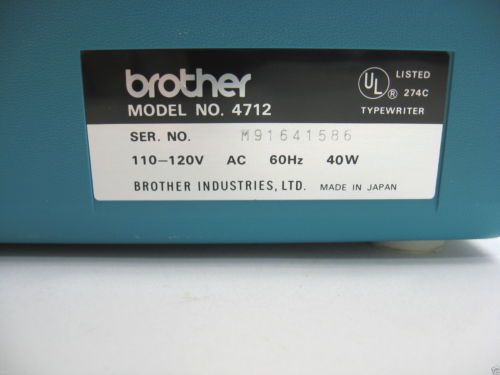 brother
MODEL NO. 4712
UL ® LISTED
274C
TYPEWRITER
SER. NO. M91641586
110–120V AC 60Hz 40W
BROTHER INDUSTRIES, LTD. MADE IN JAPAN